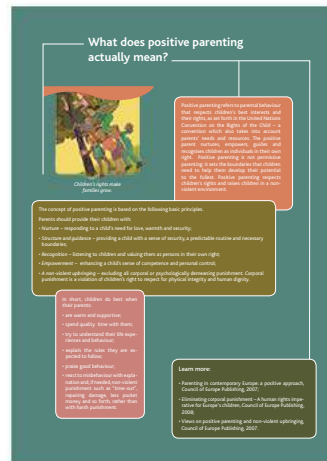 What does positive parenting
actually mean?
Positive parenting refers to parental behaviour
that respects children's best interests and
their rights, as set forth in the United Nations
Convention on the Rights of the Child – a
convention which also takes into account
parents' needs and resources. The positive
parent nurtures, empowers, guides and
recognises children as individuals in their own
right. Positive parenting is not permissive
parenting: it sets the boundaries that children
need to help them develop their potential
to the fullest. Positive parenting respects
children's rights and raises children in a non-
violent environment.
Children's rights make
families grow.
The concept of positive parenting is based on the following basic principles.
Parents should provide their children with:
• Nurture – responding to a child's need for love, warmth and security;
• Structure and guidance – providing a child with a sense of security, a predictable routine and necessary
boundaries;
• Recognition – listening to children and valuing them as persons in their own right;
• Empowerment – enhancing a child's sense of competence and personal control;
• A non-violent upbringing – excluding all corporal or psychologically demeaning punishment. Corporal
punishment is a violation of children's right to respect for physical integrity and human dignity.
In short, children do best when
their parents:
• are warm and supportive;
• spend quality time with them;
• try to understand their life expe-
riences and behaviour;
• explain the rules they are ex-
pected to follow;
• praise good behaviour;
• react to misbehaviour with expla-
nation and, if needed, non-violent
punishment such as "time-out",
repairing damage, less pocket
money and so forth, rather than
with harsh punishment.
Learn more:
• Parenting in contemporary Europe: a positive approach,
Council of Europe Publishing, 2007;
• Eliminating corporal punishment – A human rights impe-
rative for Europe's children, Council of Europe Publishing,
2008;
• Views on positive parenting and non-violent upbringing,
Council of Europe Publishing, 2007.